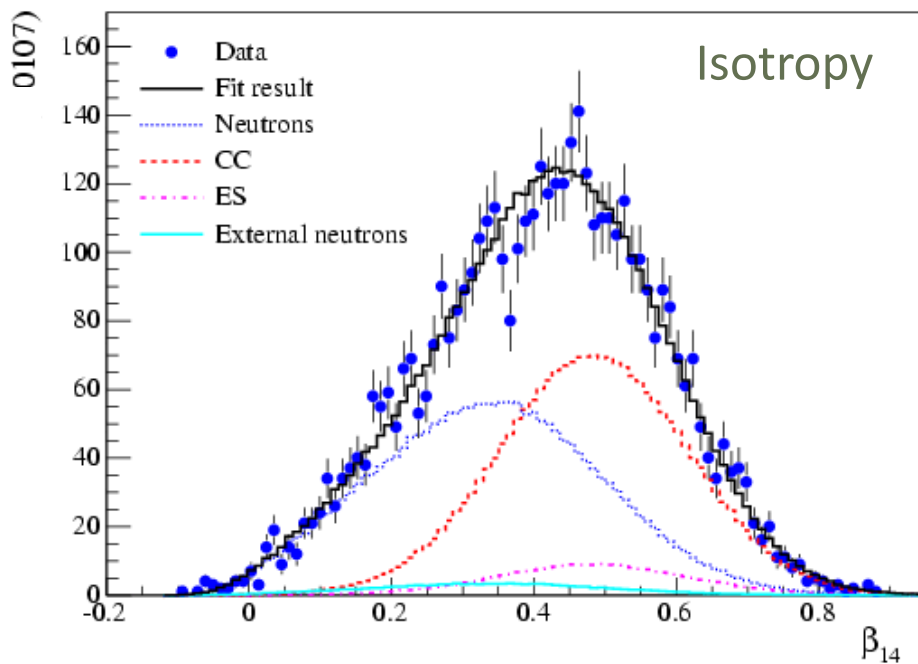 Isotropy
Data
Fit result
Neutrons
CC
ES
External neutrons
0107)
160
140
120
100
80
60
40
20
0
-0.2
0
0.2
0.4
0.6
0.8
β₁₄